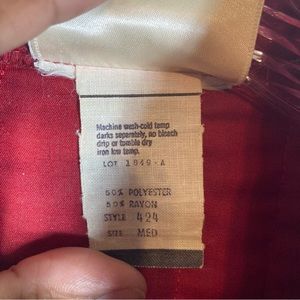 Machine wash-cold temp
darks separately, no bleach
drip or tumble dry
iron low temp.
LOT 1849-A
50% POLYESTER
50% RAYON
STYLE 424
SIZE MED